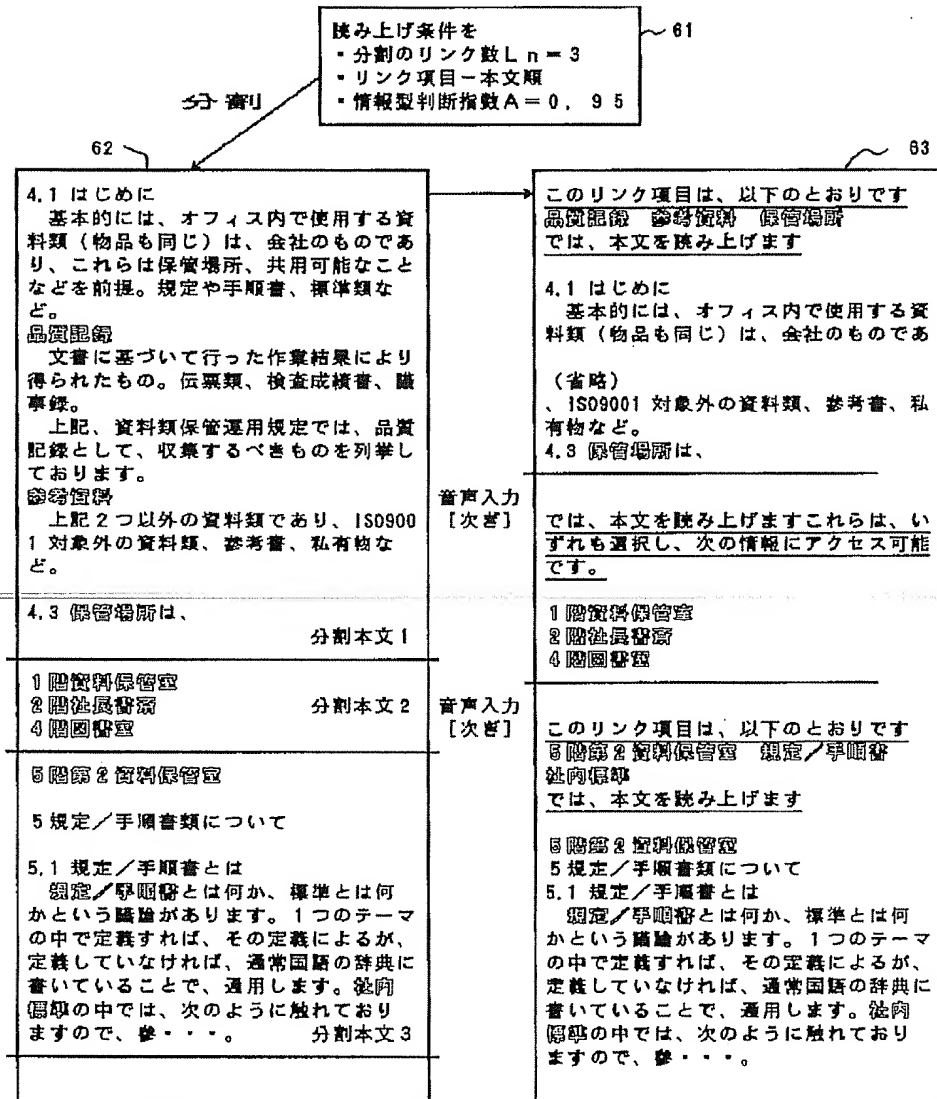 読み上げ条件を
・分割のリンク数Ln=3
・リンク項目-本文順
・情報型判断指数A=0.95
61
分割
62
4.1 はじめに
基本的には、オフィス内で使用する資
料類(物品も同じ)は、会社のものであ
り、これらは保管場所、共用可能なこと
などを前提。規定や手順書、標準類な
ど。
品質記録
文書に基づいて行った作業結果により
得られたもの。伝票類、検査成績書、議
事録。
上記、資料類保管運用規定では、品質
記録として、収集するべきものを列挙し
ております。
参考資料
上記2つ以外の資料類であり、ISO900
1 対象外の資料類、参考書、私有物な
ど。
4.3 保管場所は、
分割本文1
1階資料保管室
2階社長書斎
分割本文2
4階図書室
5階第2資料保管室
5 規定/手順書類について
5.1 規定/手順書とは
規定/手順書とは何か、標準とは何
かという議論があります。1つのテーマ
の中で定義すれば、その定義によるが、
定義していなければ、通常国語の辞典に
書いていることで、通用します。社内
標準の中では、次のように触れており
ますので、参・・・。
分割本文3
音声入力
[次ぎ]
音声入力
[次ぎ]
63
このリンク項目は、以下のとおりです
品質記録 参考資料 保管場所
では、本文を読み上げます
4.1 はじめに
基本的には、オフィス内で使用する資
料類(物品も同じ)は、会社のものであ
(省略)
、ISO9001 対象外の資料類、参考書、私
有物など。
4.3 保管場所は、
では、本文を読み上げますこれらは、い
ずれも選択し、次の情報にアクセス可能
です。
1階資料保管室
2階社長書斎
4階図書室
このリンク項目は、以下のとおりです
5階第2資料保管室 規定/手順書
社内標準
では、本文を読み上げます
5階第2資料保管室
5 規定/手順書類について
5.1 規定/手順書とは
規定/手順書とは何か、標準とは何
かという議論があります。1つのテーマ
の中で定義すれば、その定義によるが、
定義していなければ、通常国語の辞典に
書いていることで、通用します。社内
標準の中では、次のように触れており
ますので、参・・・。